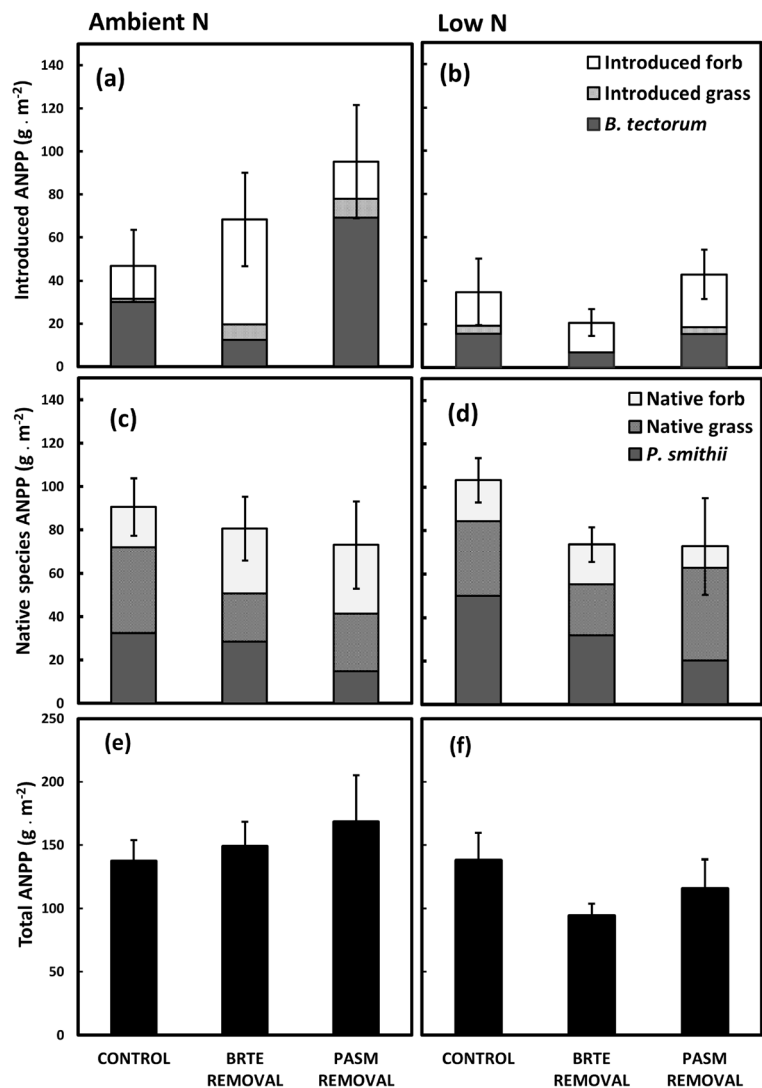 Ambient N
Low N
Introduced ANPP (g . m-2)
140
120
100
80
60
40
20
0
(a)
(b)
Introduced forb
Introduced grass
B. tectorum
Native species ANPP (g . m-2)
140
120
100
80
60
40
20
0
(c)
(d)
Native forb
Native grass
P. smithii
Total ANPP (g . m-2)
250
200
150
100
50
0
(e)
(f)
CONTROL
BRTE
REMOVAL
PASM
REMOVAL
CONTROL
BRTE
REMOVAL
PASM
REMOVAL